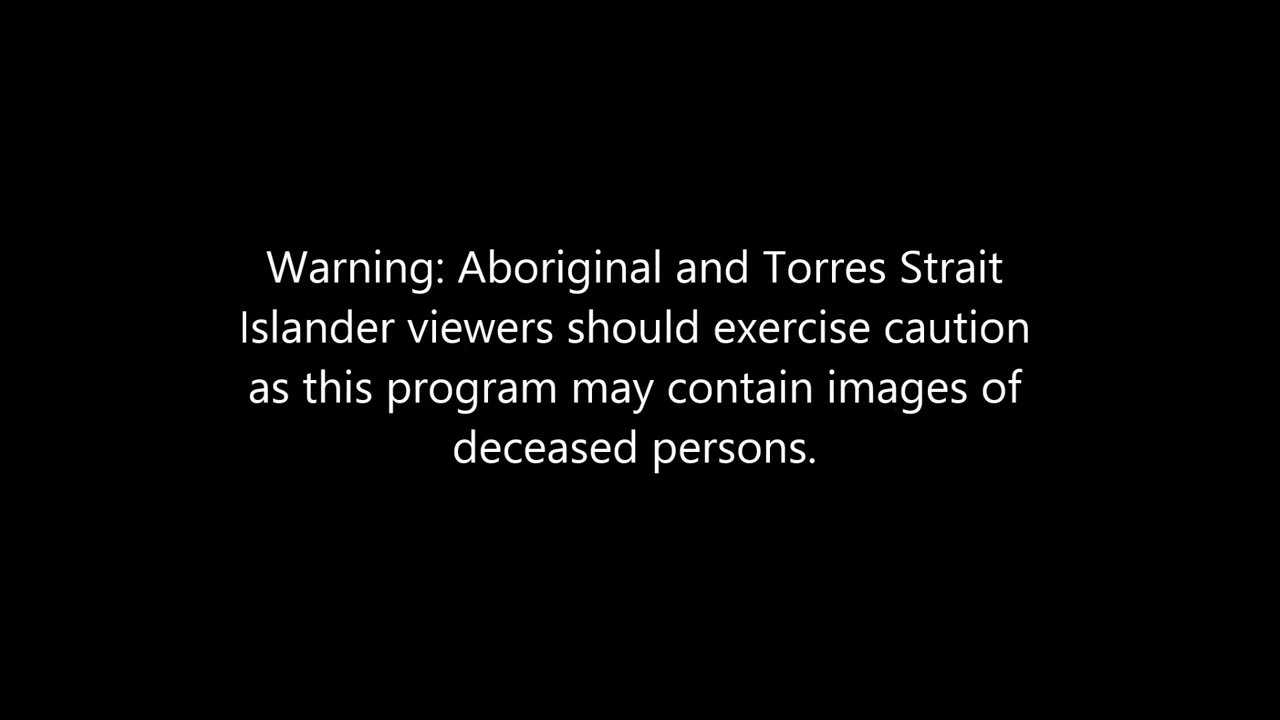 Warning: Aboriginal and Torres Strait
Islander viewers should exercise caution
as this program may contain images of
deceased persons.